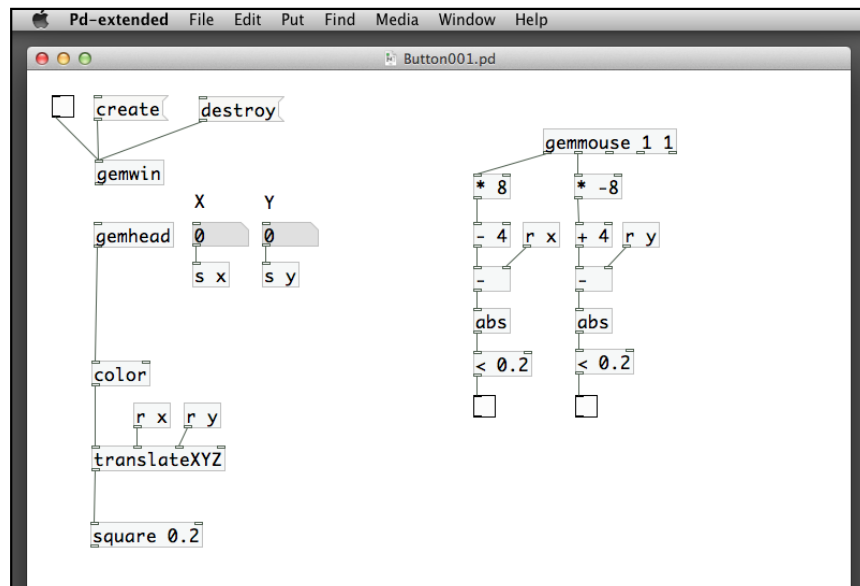 Pd-extended File Edit Put Find Media Window Help
Button001.pd
create
destroy
gemwin
X Y
gemhead
0 0
s x s y
color
r x r y
translateXYZ
square 0.2
gemmouse 1 1
* 8 * -8
- 4 r x + 4 r y
- -
abs abs
< 0.2 < 0.2